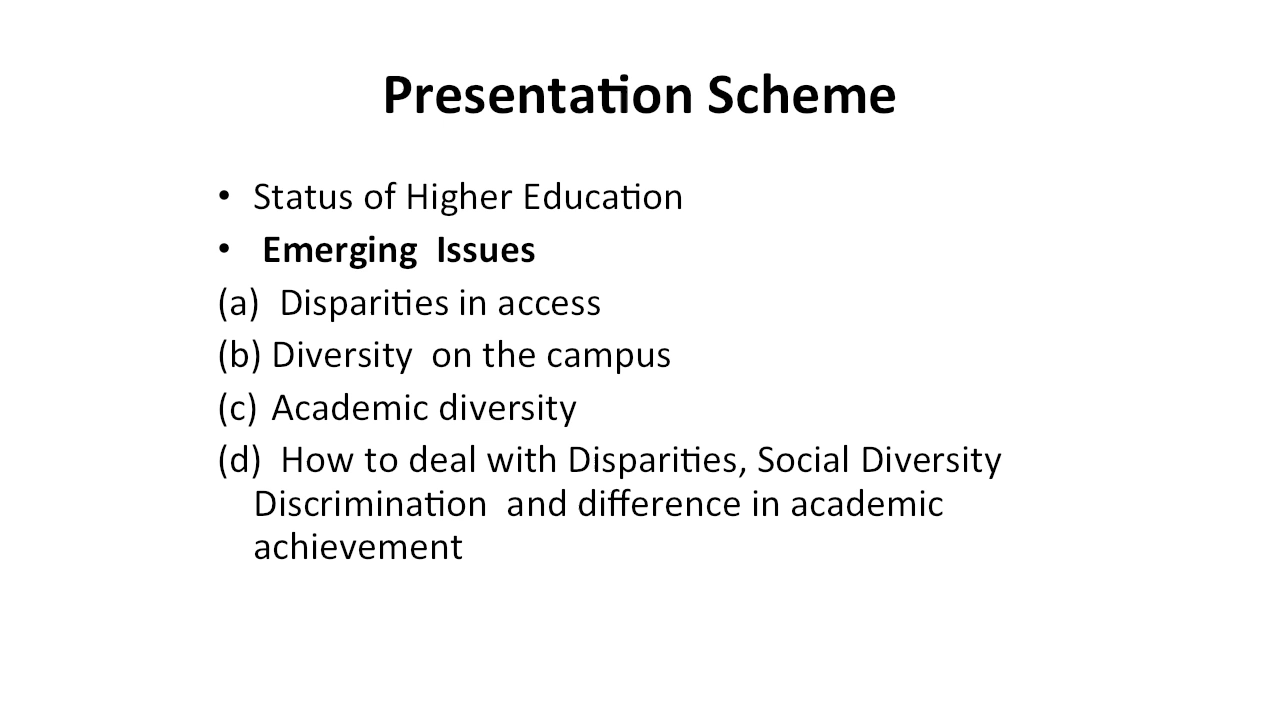 Presentation Scheme
• Status of Higher Education
• Emerging Issues
(a) Disparities in access
(b) Diversity on the campus
(c) Academic diversity
(d) How to deal with Disparities, Social Diversity
Discrimination and difference in academic
achievement